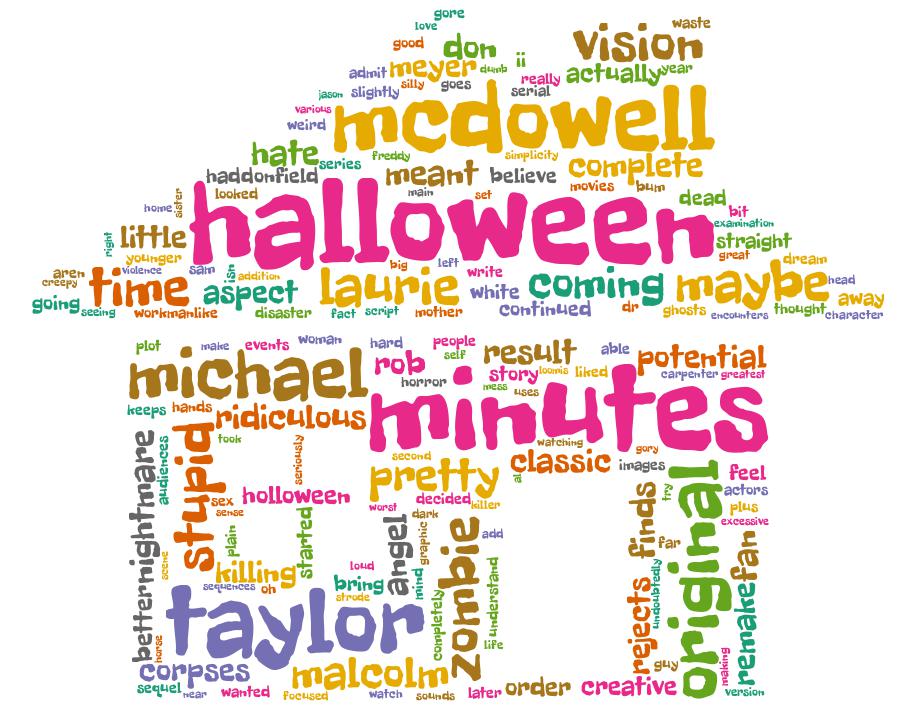 gore
love
waste
good
don
vision
ii
admit
meyer
dumb
really
actually
year
jason
slightly
silly
goes
serial
various
weird
mcdowell
hate
series
freddy
simplicity
complete
haddonfield
meant
believe
movies
bum
home
sister
looked
main
set
dead
bit
halloween
examination
right
little
straight
younger
great
aren
creepy
violence
sam
ish
addition
big
left
write
dream
head
time
aspect
laurie
white
coming
maybe
away
going
seeing
workmanlike
disaster
fact
script
mother
continued
dr
ghosts
encounters
thought
character
plot
make
events
woman
hard
people
self
result
able
potential
michael
rob
horror
story
loomis
liked
carpenter
greatest
mess
uses
keeps
hands
ridiculous
minutes
took
watching
gory
audiences
stupid
seriously
second
classic
images
al
feel
nightmare
pretty
try
actors
sex
holloween
decided
killer
original
plus
sense
worst
dark
excessive
plain
started
angel
graphic
zombie
add
finds
far
fan
scene
killing
loud
sequences
oh
bring
mind
strode
understand
undoubtedly
better
taylor
completely
life
rejects
remake
horse
corpses
malcolm
guy
making
sequel
near
wanted
focused
watch
sounds
later
order
creative
version